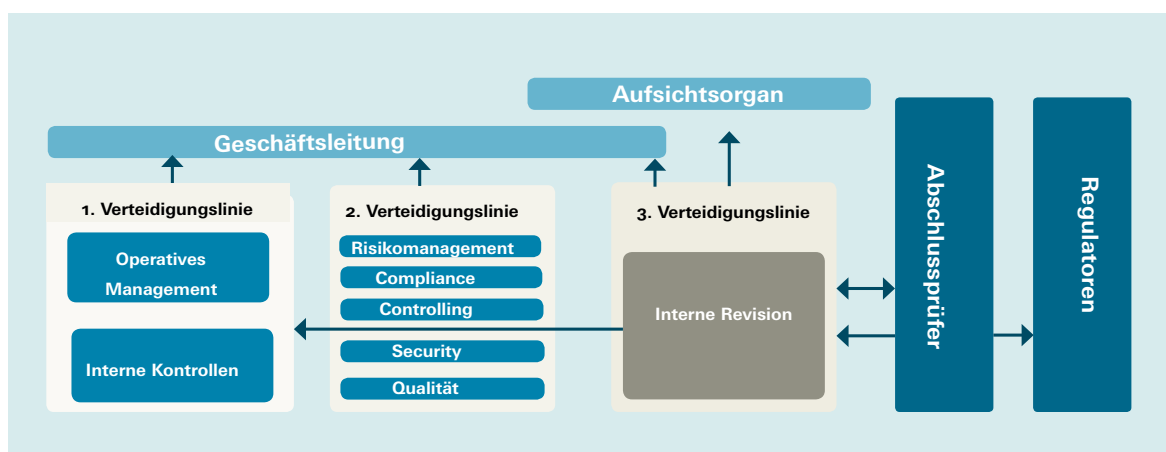 Aufsichtsorgan
Geschäftsleitung
1. Verteidigungslinie
Operatives
Management
Interne Kontrollen
2. Verteidigungslinie
Risikomanagement
Compliance
Controlling
Security
Qualität
3. Verteidigungslinie
Interne Revision
Abschlussprüfer
Regulatoren